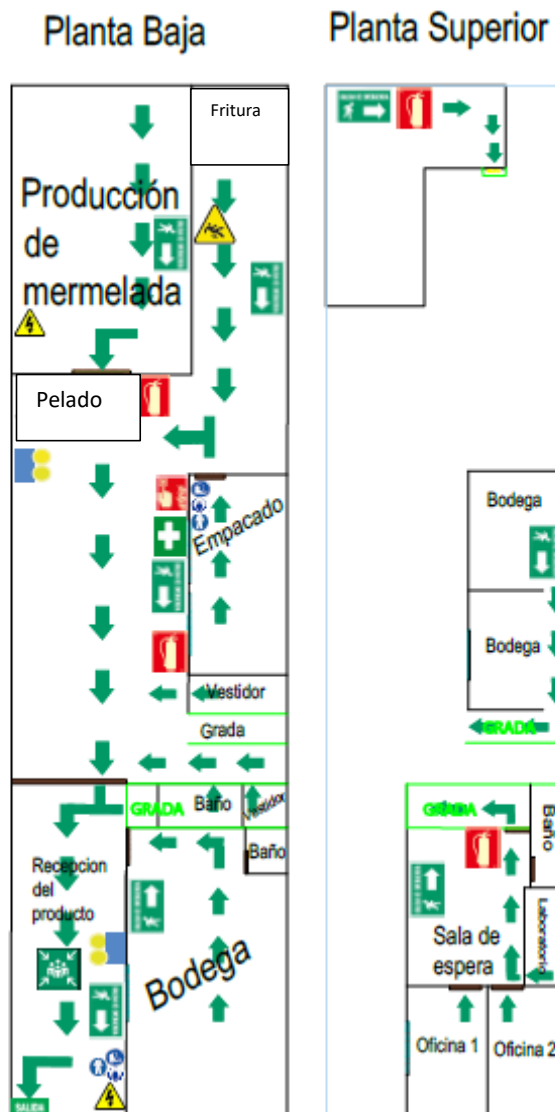 Planta Baja
Fritura
Producción
de
mermelada
Pelado
Empacado
Vestidor
Grada
GRADA
Baño
Vestidor
Baño
Recepcion
del
producto
Bodega
SALIDA
Planta Superior
Bodega
Bodega
GRADA
GRADA
Baño
Sala de
espera
Laboratorio
Oficina 1
Oficina 2